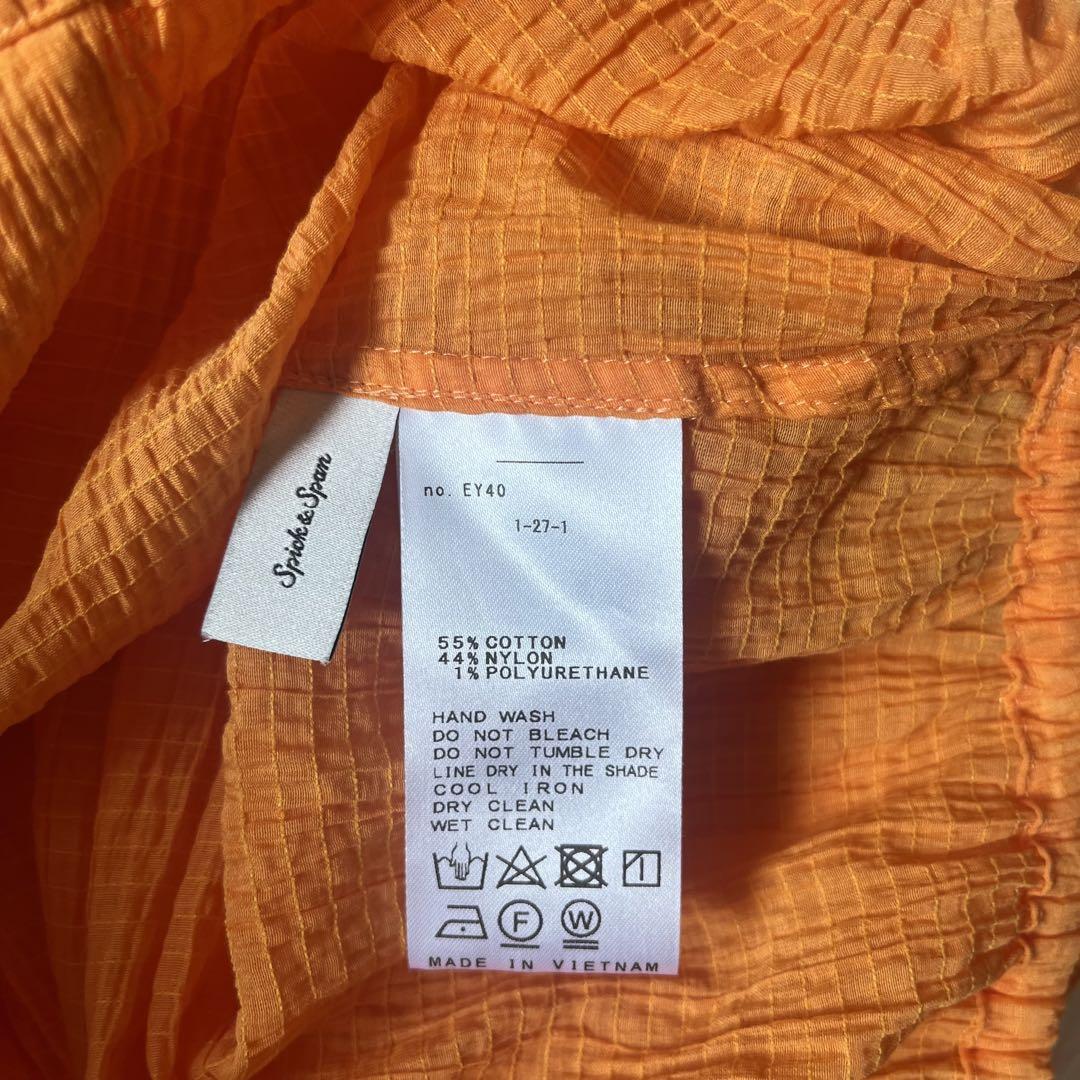 Spick & Span
no. EY40
1-27-1
55% COTTON
44% NYLON
1% POLYURETHANE
HAND WASH
DO NOT BLEACH
DO NOT TUMBLE DRY
LINE DRY IN THE SHADE
COOL IRON
DRY CLEAN
WET CLEAN
F W
MADE IN VIETNAM